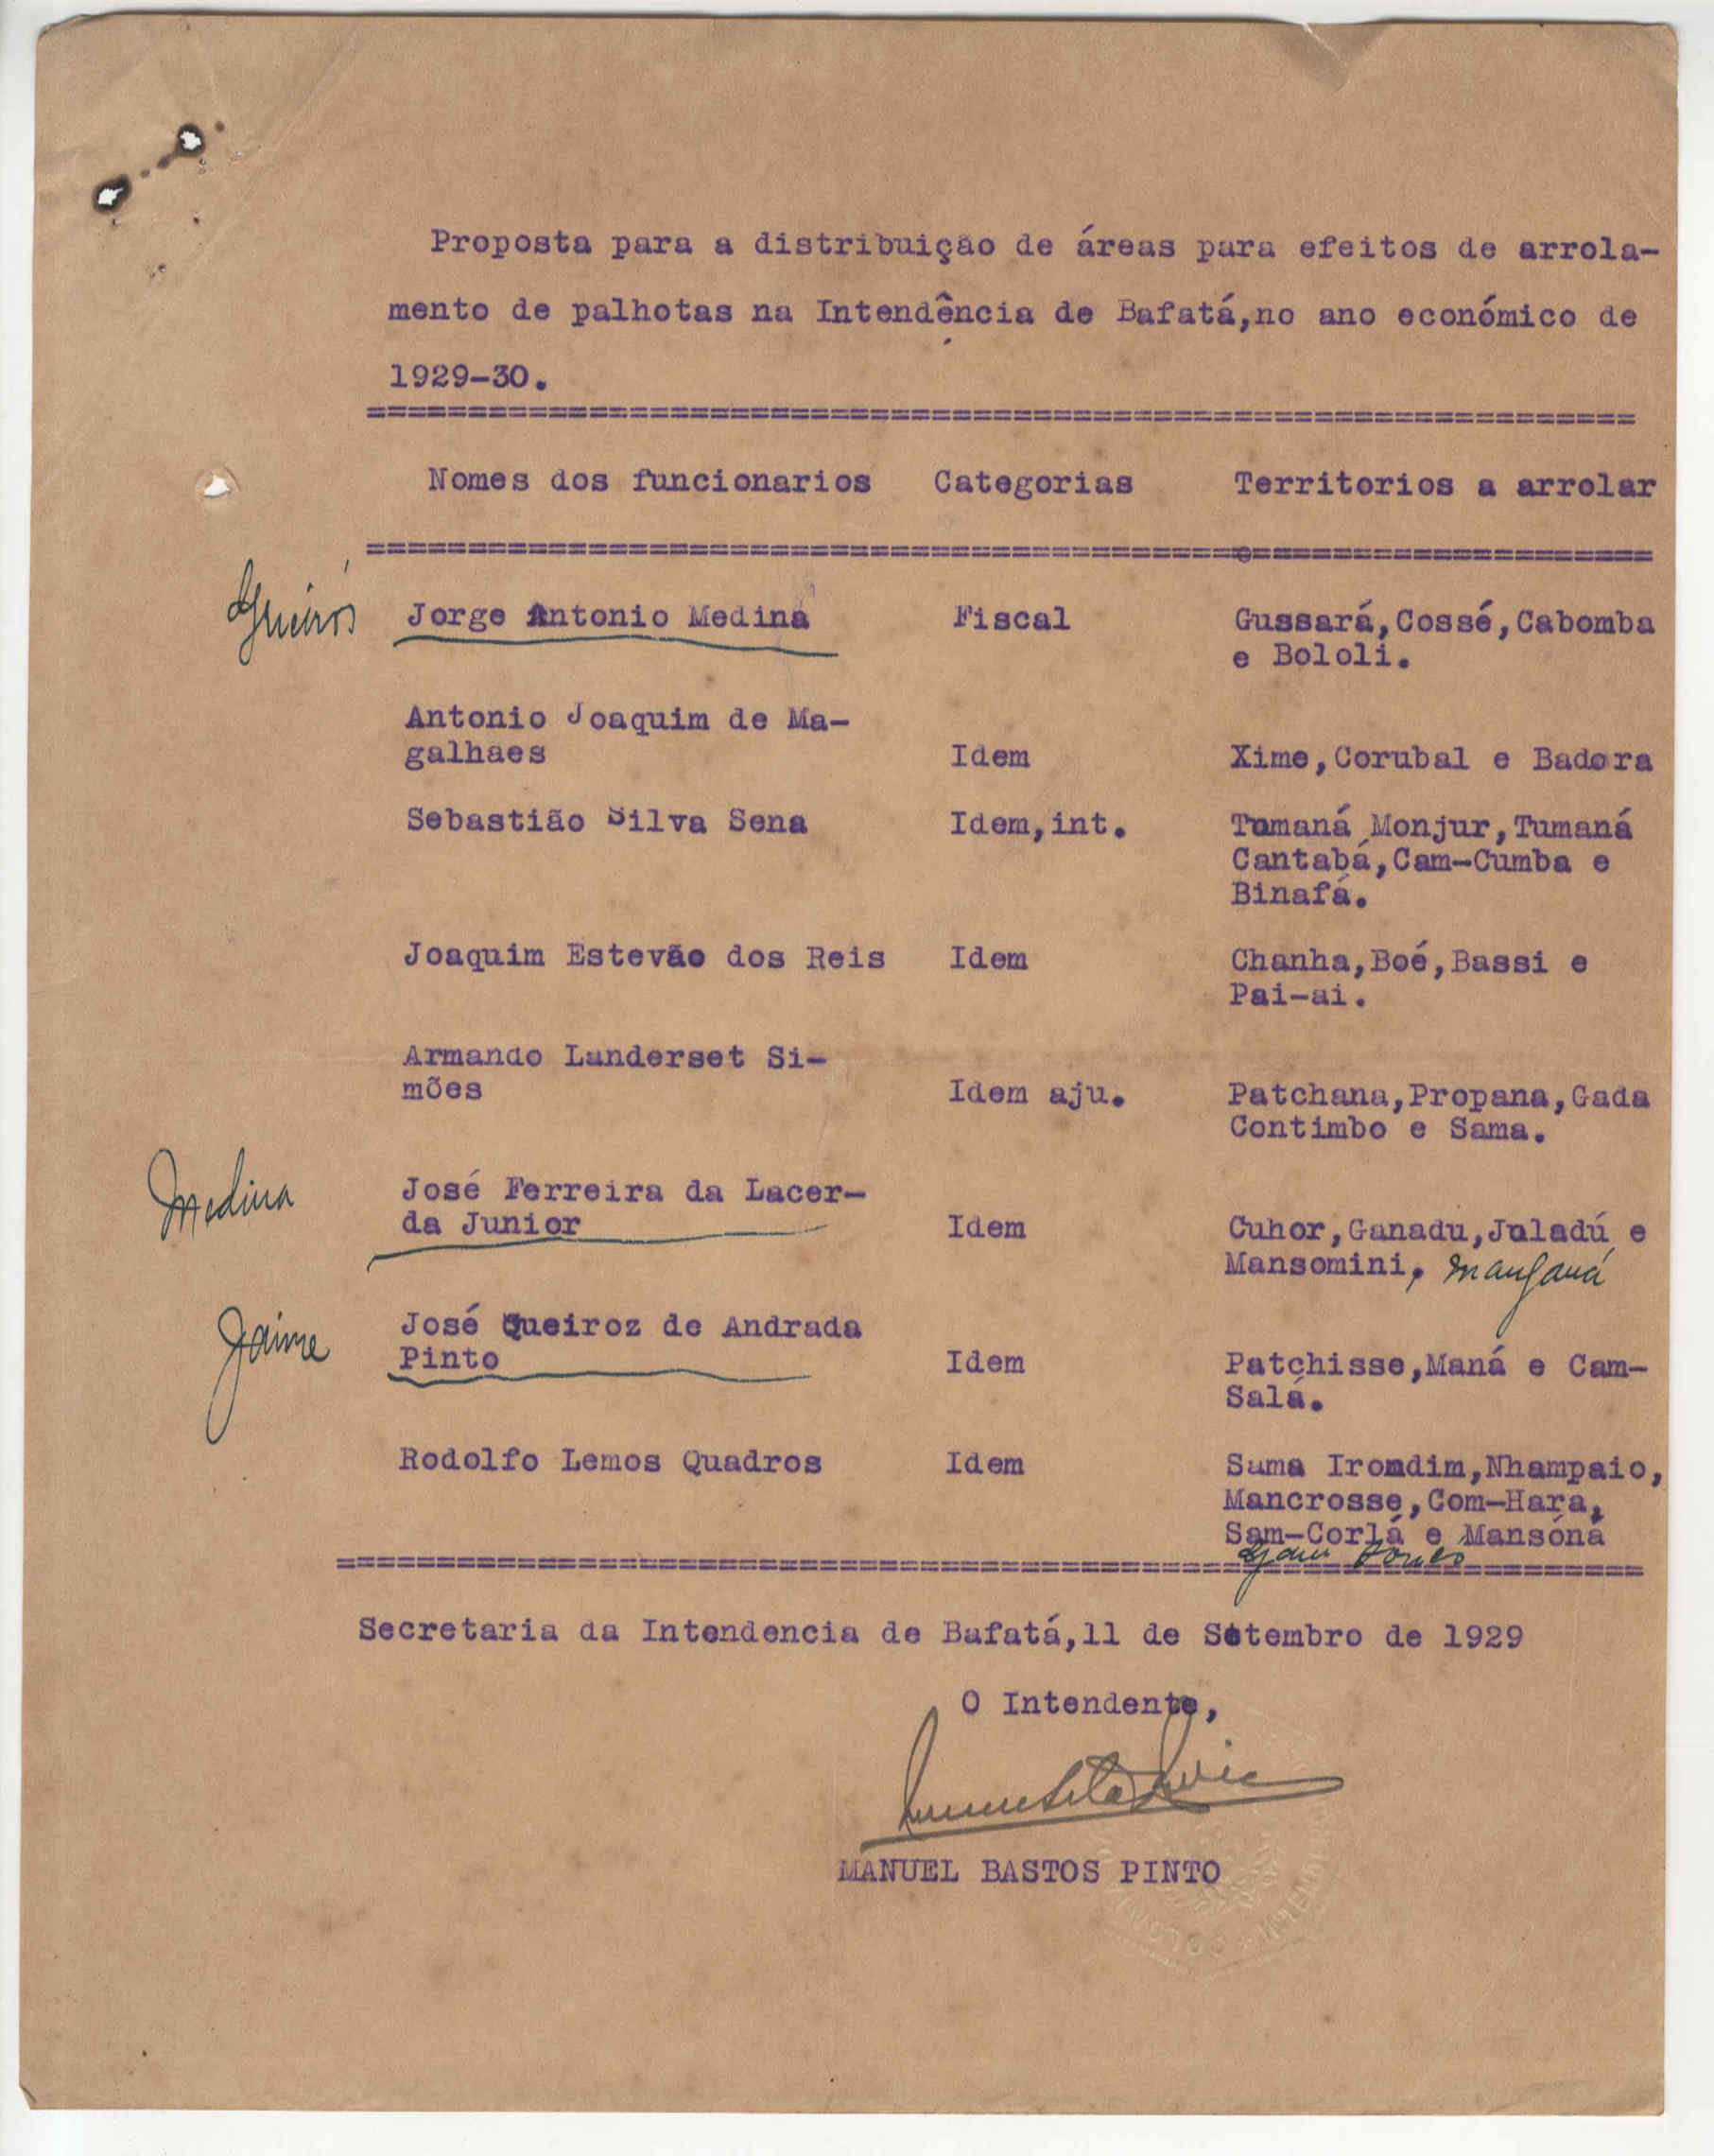 Proposta para a distribuição de áreas para efeitos de arrola-
mento de palhotas na Intendência de Bafatá,no ano económico de
1929-30.
Nomes dos funcionarios Categorias Territorios a arrolar
Jorge Antonio Medina Fiscal Gussará,Cossé,Cabomba
e Bololi.
Antonio Joaquim de Ma-
galhaes Idem Xime,Corubal e Badora
Sebastião Silva Sena Idem,int. Tumaná Monjur,Tumaná
Cantabá,Cam-Cumba e
Binafá.
Joaquim Estevão dos Reis Idem Chanha,Boé,Bassi e
Pai-ai.
Armando Landerset Si-
mões Idem aju. Patchana,Propana,Gada
Contimbo e Sama.
Medina José Ferreira da Lacer-
da Junior Idem Cuhor,Ganadu,Joladú e
Mansomini, Manganá
Jaime José Queiroz de Andrada
Pinto Idem Patchisse,Maná e Cam-
Salá.
Rodolfo Lemos Quadros Idem Sama Irondim,Nhampaio,
Mancrosse,Com-Hara,
Sam-Corlá e Mansóná
Secretaria da Intendencia de Bafatá,11 de Setembro de 1929
O Intendente,
MANUEL BASTOS PINTO